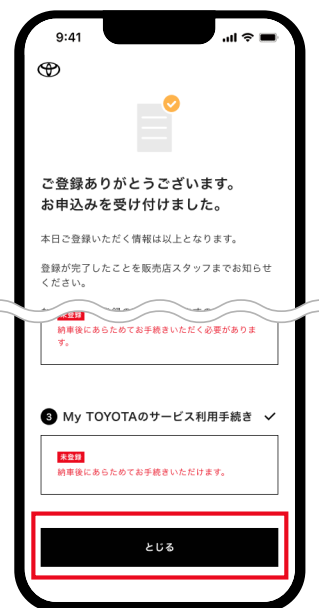 9:41
ご登録ありがとうございます。
お申込みを受け付けました。
本日ご登録いただく情報は以上となります。
登録が完了したことを販売店スタッフまでお知らせ
ください。
未登録
納車後にあらためてお手続きいただく必要がありま
す。
3 My TOYOTAのサービス利用手続き
未登録
納車後にあらためてお手続きいただけます。
とじる